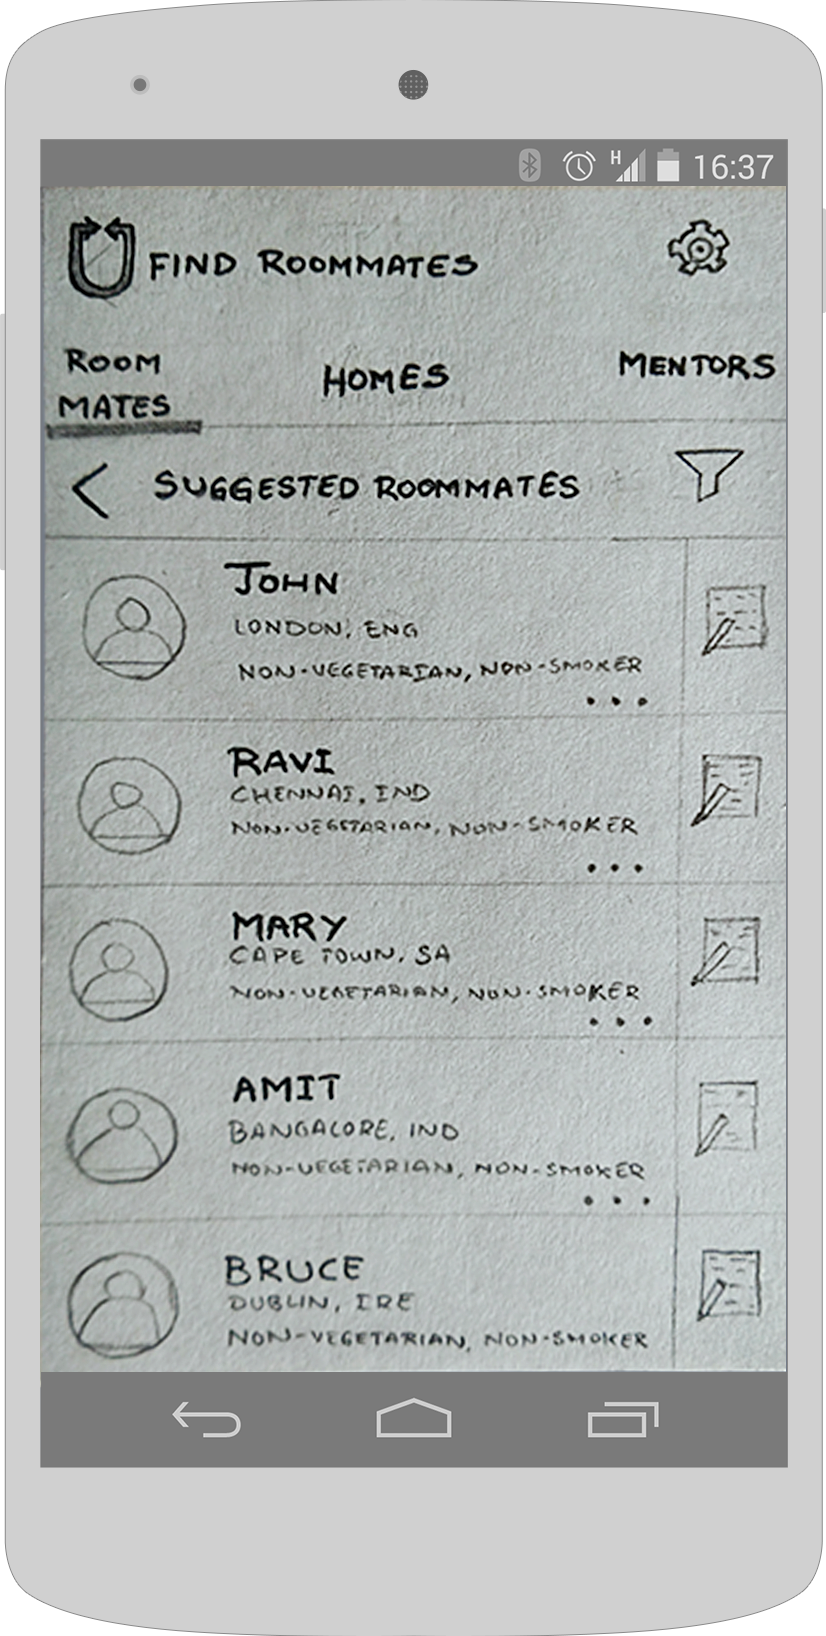 H 16:37
FIND ROOMMATES
ROOM
MATES
HOMES
MENTORS
SUGGESTED ROOMMATES
JOHN
LONDON, ENG
NON-VEGETARIAN, NON-SMOKER
...
RAVI
CHENNAI, IND
NON-VEGETARIAN, NON-SMOKER
...
MARY
CAPE TOWN, SA
NON-VEGETARIAN, NON-SMOKER
...
AMIT
BANGALORE, IND
NON-VEGETARIAN, NON-SMOKER
...
BRUCE
DUBLIN, IRE
NON-VEGETARIAN, NON-SMOKER